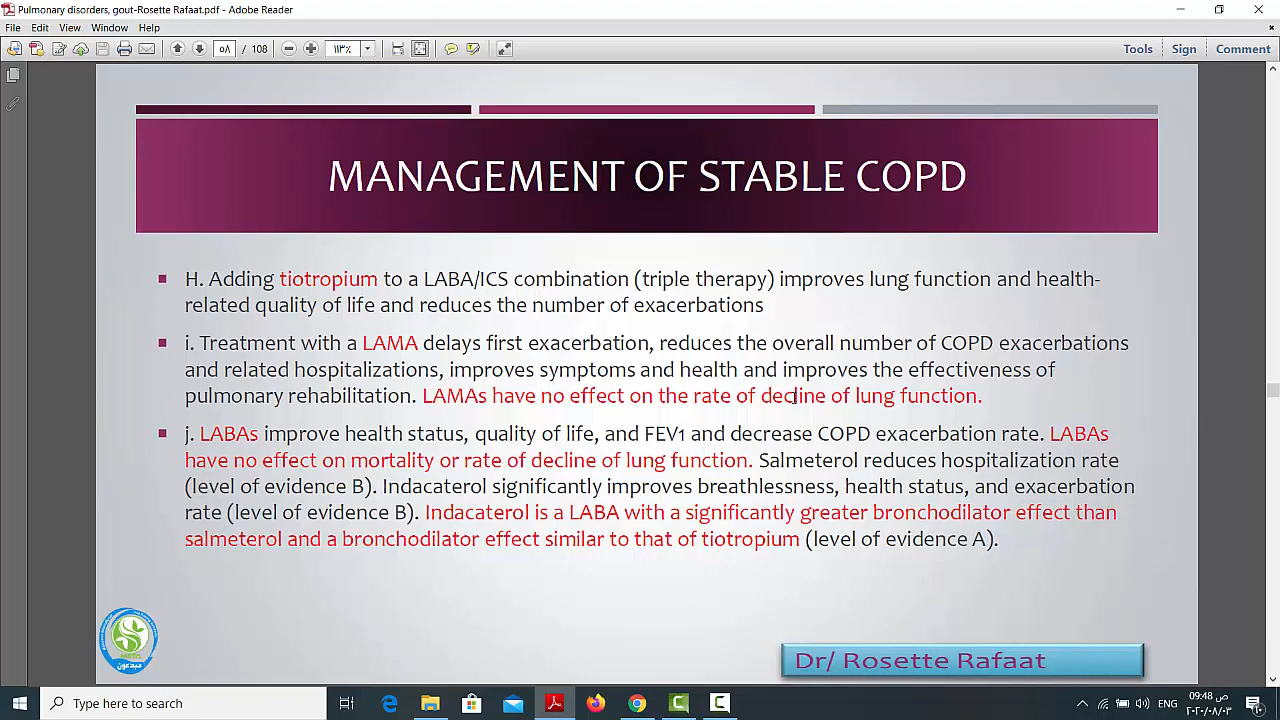 Pulmonary disorders, gout-Rosette Rafaat.pdf - Adobe Reader
File Edit View Window Help
٥٨ / 108 ١١٣٪ Tools Sign Comment
MANAGEMENT OF STABLE COPD
H. Adding tiotropium to a LABA/ICS combination (triple therapy) improves lung function and health-
related quality of life and reduces the number of exacerbations
i. Treatment with a LAMA delays first exacerbation, reduces the overall number of COPD exacerbations
and related hospitalizations, improves symptoms and health and improves the effectiveness of
pulmonary rehabilitation. LAMAs have no effect on the rate of decline of lung function.
j. LABAs improve health status, quality of life, and FEV1 and decrease COPD exacerbation rate. LABAs
have no effect on mortality or rate of decline of lung function. Salmeterol reduces hospitalization rate
(level of evidence B). Indacaterol significantly improves breathlessness, health status, and exacerbation
rate (level of evidence B). Indacaterol is a LABA with a significantly greater bronchodilator effect than
salmeterol and a bronchodilator effect similar to that of tiotropium (level of evidence A).
META
مبدعون
Dr/ Rosette Rafaat
Type here to search
ENG
09:48 ص
٢٠٢٠/٠٨/٠٣